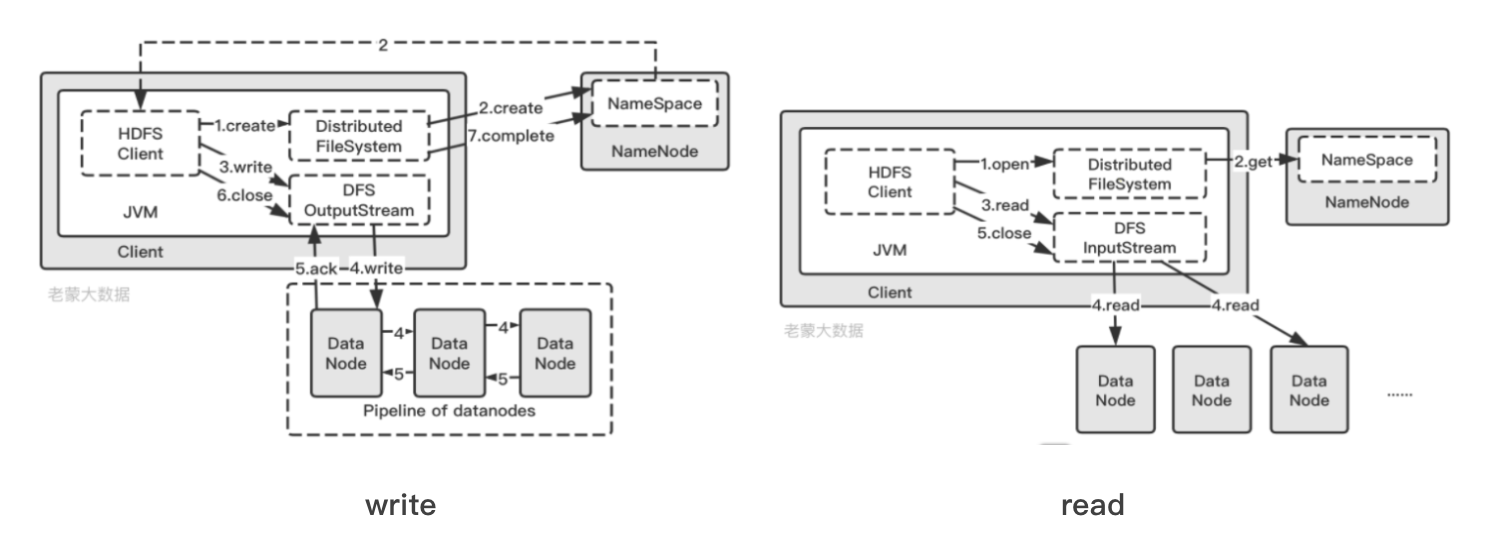 2
HDFS
Client
1.create
Distributed
FileSystem
2.create
7.complete
NameSpace
NameNode
3.write
6.close
DFS
OutputStream
JVM
Client
5.ack
4.write
老蒙大数据
Data
Node
4
5
Data
Node
4
5
Data
Node
Pipeline of datanodes
write
HDFS
Client
1.open
Distributed
FileSystem
2.get
NameSpace
NameNode
3.read
5.close
DFS
InputStream
JVM
Client
4.read
4.read
老蒙大数据
Data
Node
Data
Node
Data
Node
......
read